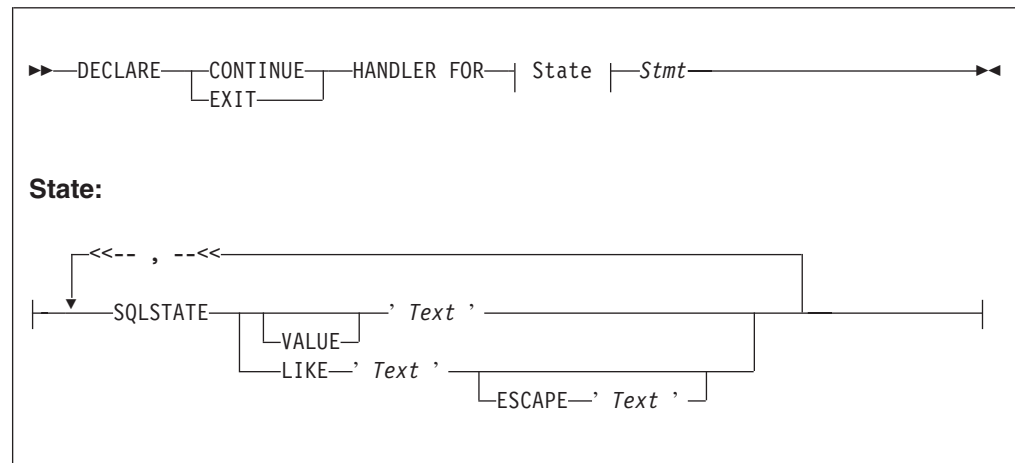 DECLARE CONTINUE HANDLER FOR State Stmt
EXIT
State:
<<-- , --<<
SQLSTATE ’ Text ’
VALUE
LIKE ’ Text ’
ESCAPE ’ Text ’